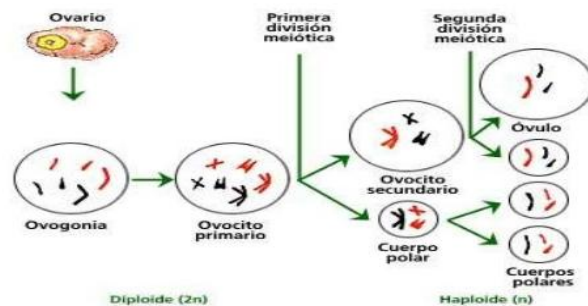 Ovario
Primera
división
meiótica
Segunda
división
meiótica
Óvulo
Ovogonia
Ovocito
primario
Ovocito
secundario
Cuerpo
polar
Cuerpos
polares
Diploide (2n)
Haploide (n)